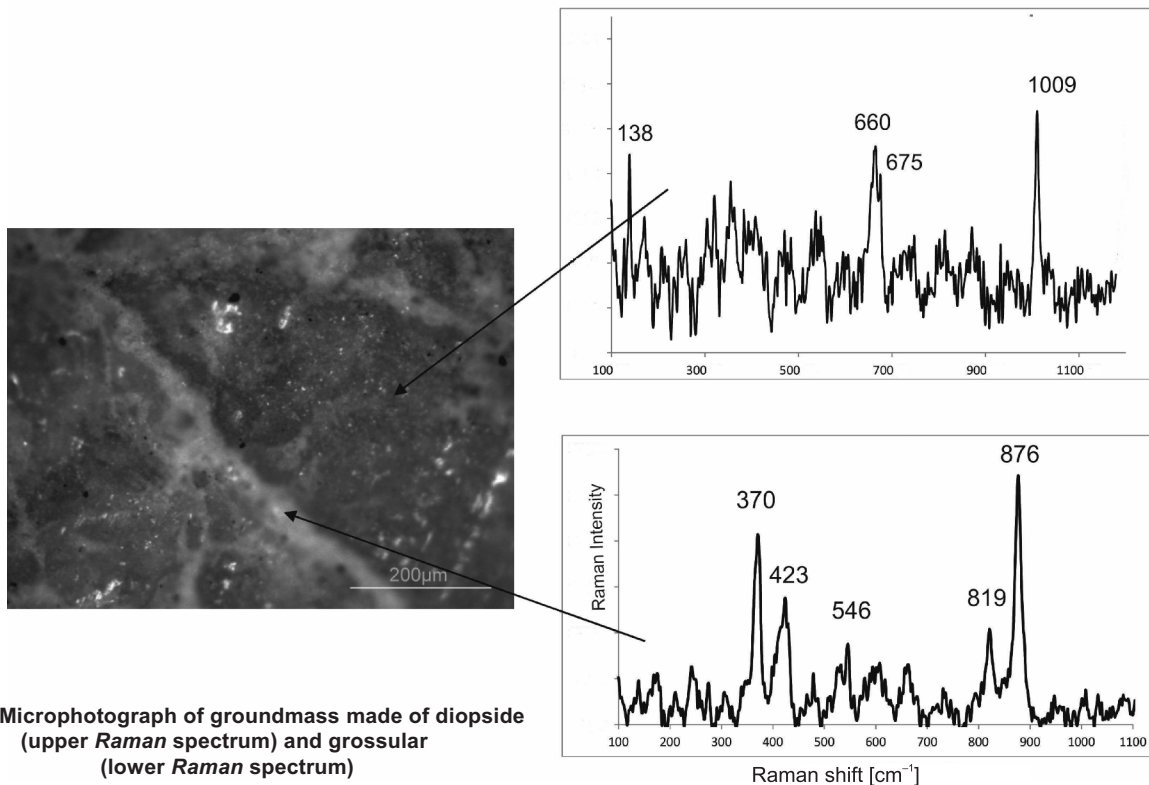 1009
660
138
675
100
300
500
700
900
1100
876
370
423
546
819
Raman Intensity
200µm
100 200 300 400 500 600 700 800 900 1000 1100
Raman shift [cm⁻¹]
Microphotograph of groundmass made of diopside
(upper Raman spectrum) and grossular
(lower Raman spectrum)